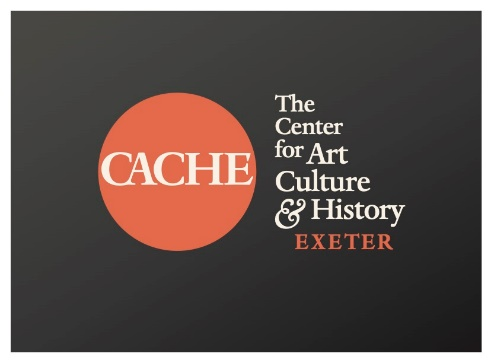 CACHE
The
Center
for Art
Culture
& History
EXETER